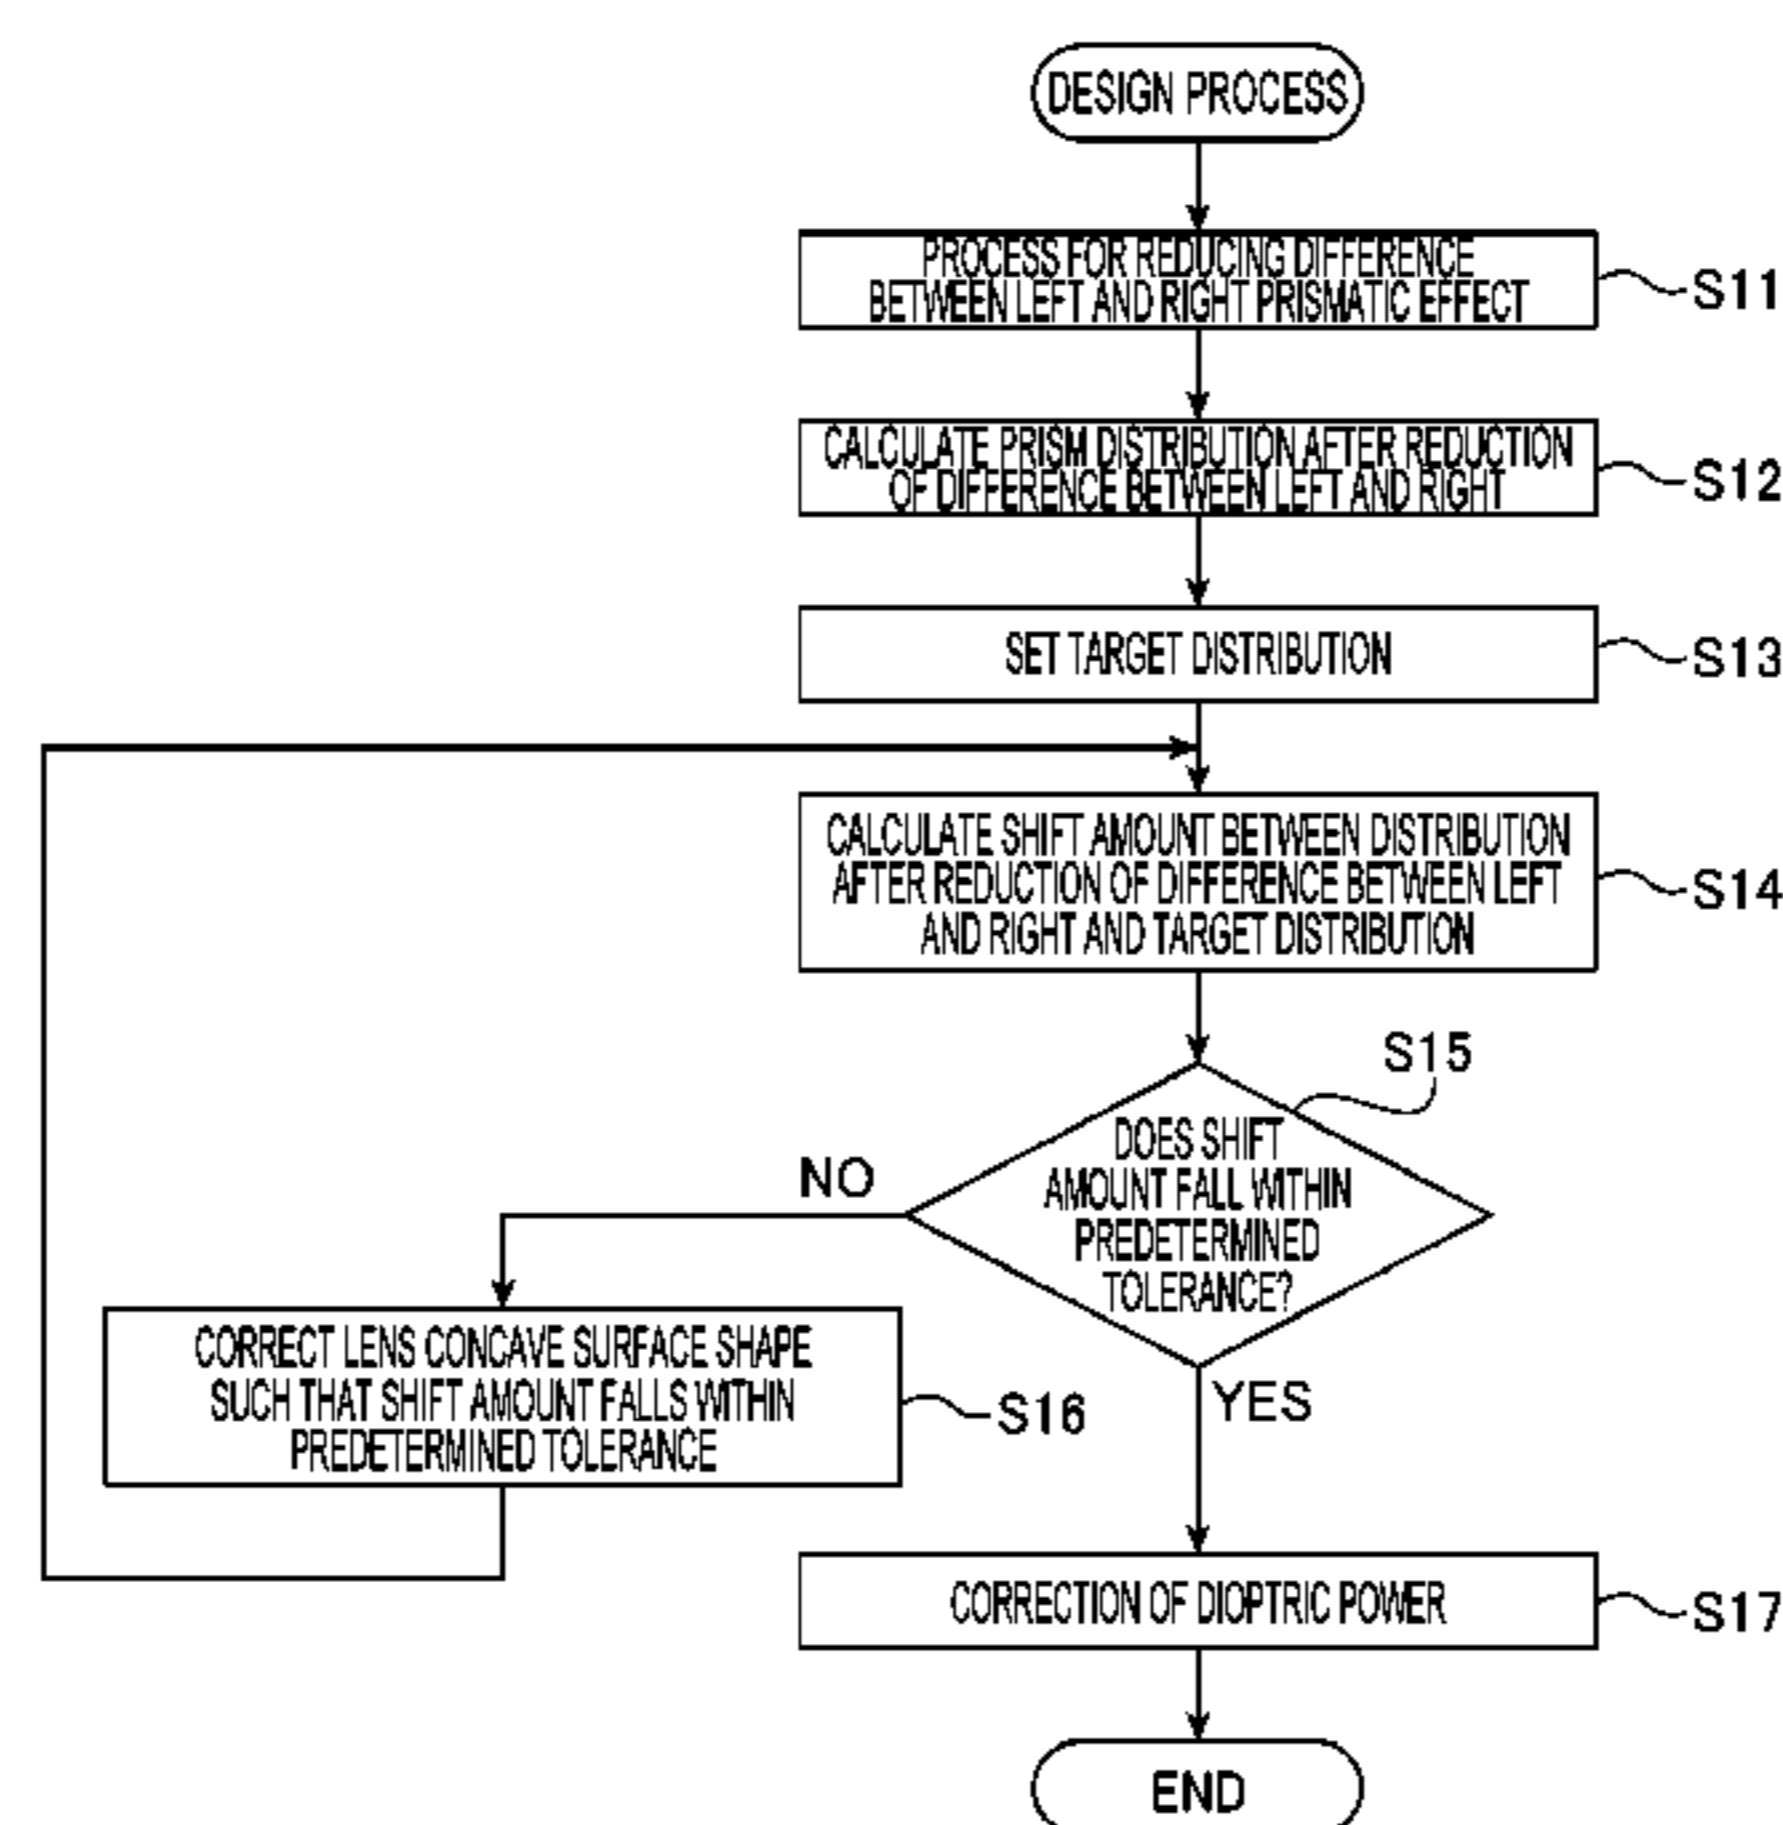 DESIGN PROCESS
PROCESS FOR REDUCING DIFFERENCE
BETWEEN LEFT AND RIGHT PRISMATIC EFFECT
S11
CALCULATE PRISM DISTRIBUTION AFTER REDUCTION
OF DIFFERENCE BETWEEN LEFT AND RIGHT
S12
SET TARGET DISTRIBUTION
S13
CALCULATE SHIFT AMOUNT BETWEEN DISTRIBUTION
AFTER REDUCTION OF DIFFERENCE BETWEEN LEFT
AND RIGHT AND TARGET DISTRIBUTION
S14
S15
DOES SHIFT
AMOUNT FALL WITHIN
PREDETERMINED
TOLERANCE?
NO
CORRECT LENS CONCAVE SURFACE SHAPE
SUCH THAT SHIFT AMOUNT FALLS WITHIN
PREDETERMINED TOLERANCE
S16
YES
CORRECTION OF DIOPTRIC POWER
S17
END